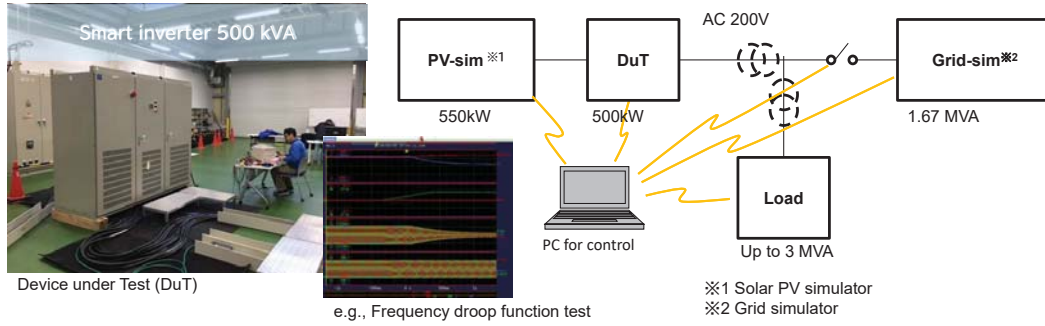 Smart inverter 500 kVA
Device under Test (DuT)
e.g., Frequency droop function test
AC 200V
PV-sim ※1
DuT
Grid-sim※2
550kW
500kW
1.67 MVA
PC for control
Load
Up to 3 MVA
※1 Solar PV simulator
※2 Grid simulator